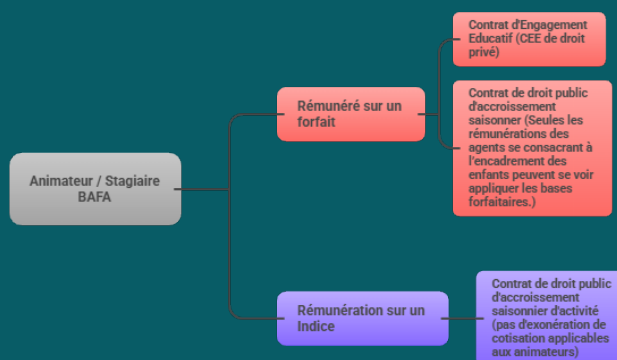 Contrat d'Engagement
Educatif (CEE de droit
privé)
Rémunéré sur un
forfait
Contrat de droit public
d'accroissement
saisonner (Seules les
rémunérations des
agents se consacrant à
l'encadrement des
enfants peuvent se voir
appliquer les bases
forfaitaires.)
Animateur / Stagiaire
BAFA
Rémunération sur un
Indice
Contrat de droit public
d'accroissement
saisonnier d'activité
(pas d'exonération de
cotisation applicables
aux animateurs)